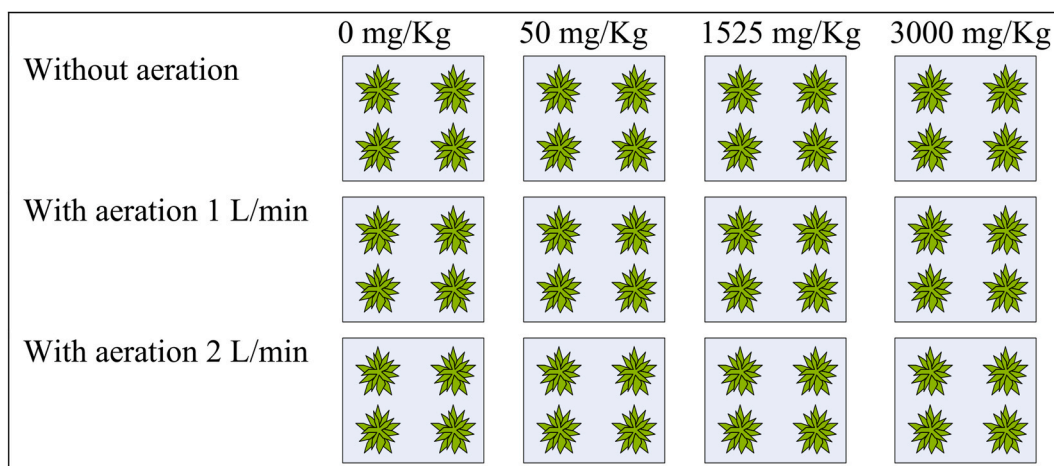 0 mg/Kg 50 mg/Kg 1525 mg/Kg 3000 mg/Kg
Without aeration
With aeration 1 L/min
With aeration 2 L/min